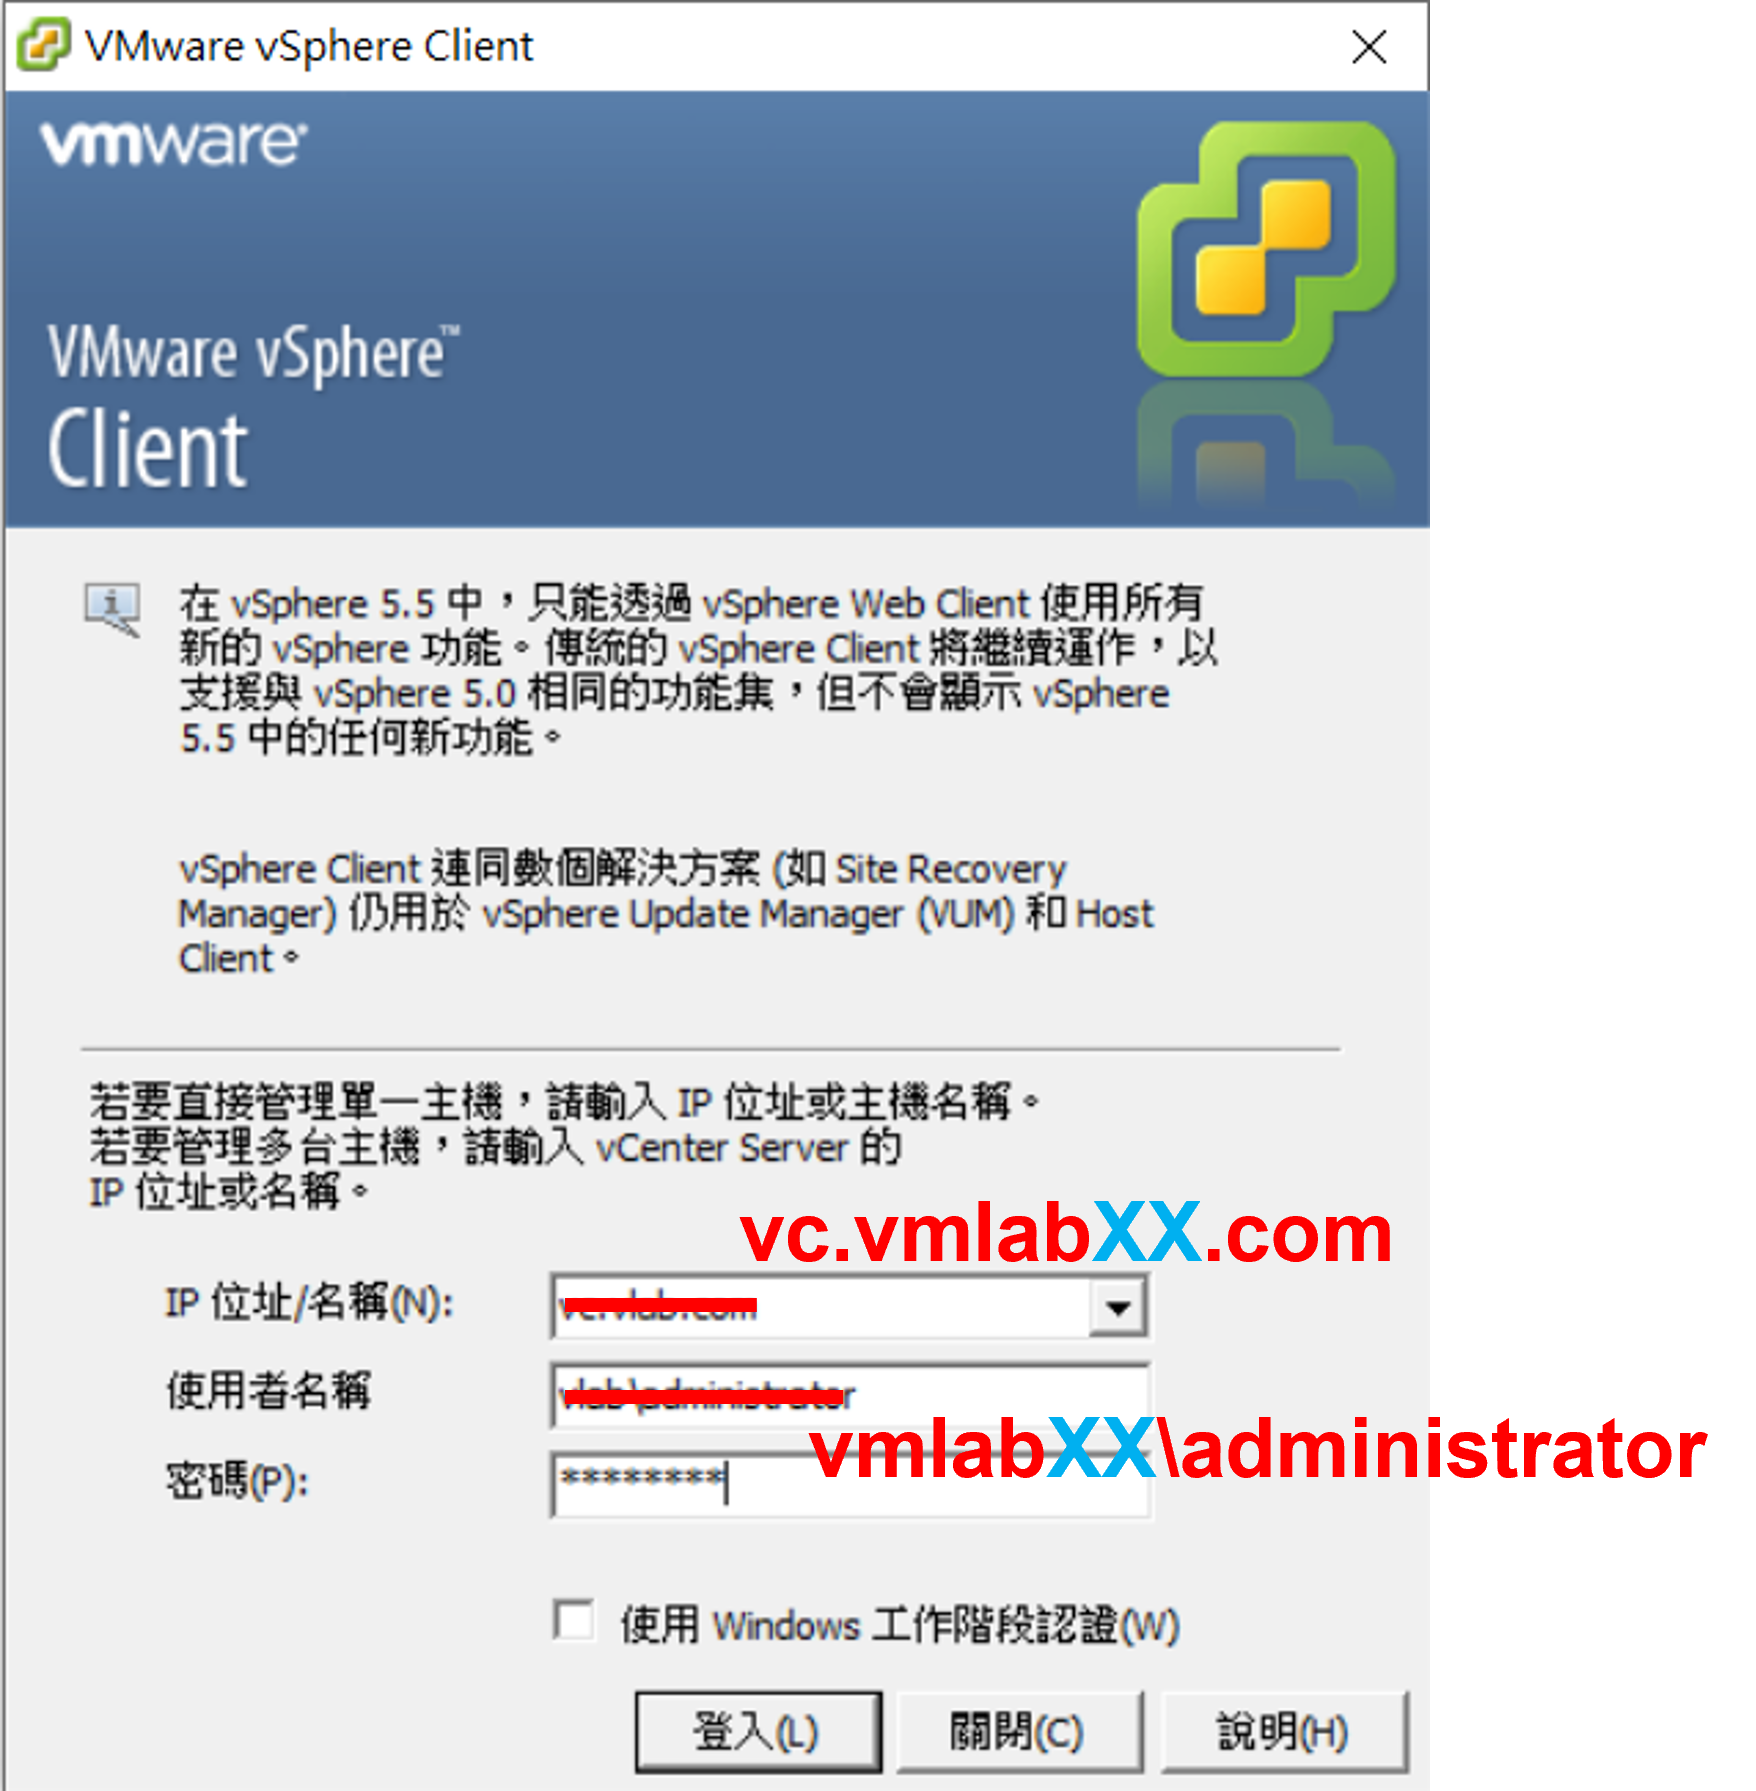 VMware vSphere Client
vmware
VMware vSphere™
Client
在 vSphere 5.5 中，只能透過 vSphere Web Client 使用所有
新的 vSphere 功能。傳統的 vSphere Client 將繼續運作，以
支援與 vSphere 5.0 相同的功能集，但不會顯示 vSphere
5.5 中的任何新功能。
vSphere Client 連同數個解決方案 (如 Site Recovery
Manager) 仍用於 vSphere Update Manager (VUM) 和 Host
Client。
若要直接管理單一主機，請輸入 IP 位址或主機名稱。
若要管理多台主機，請輸入 vCenter Server 的
IP 位址或名稱。
vc.vmlabXX.com
IP 位址/名稱(N):
vc.vlab.com
使用者名稱
vlab\administrator
vmlabXX\administrator
密碼(P):
********
使用 Windows 工作階段認證(W)
登入(L) 關閉(C) 說明(H)